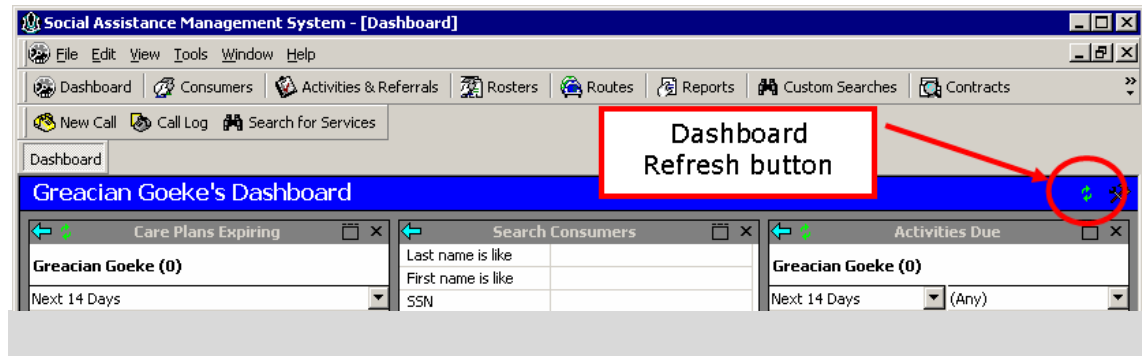 Social Assistance Management System - [Dashboard]
File Edit View Tools Window Help
Dashboard Consumers Activities & Referrals Rosters Routes Reports Custom Searches Contracts
New Call Call Log Search for Services
Dashboard
Dashboard
Refresh button
Greacian Goeke's Dashboard
Care Plans Expiring
Greacian Goeke (0)
Next 14 Days
Search Consumers
Last name is like
First name is like
SSN
Activities Due
Greacian Goeke (0)
Next 14 Days (Any)